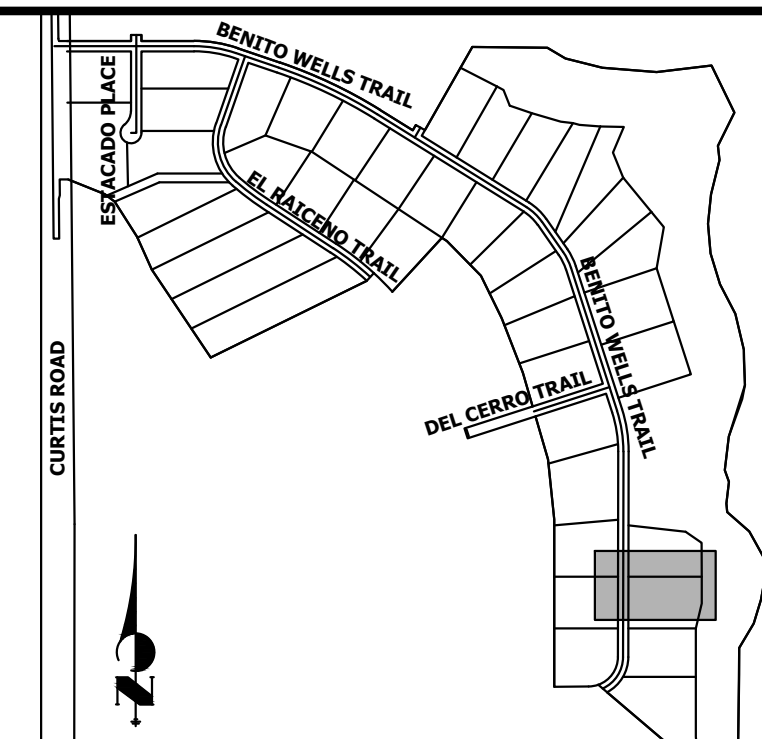 BENITO WELLS TRAIL
ESTACADO PLACE
EL RAICENO TRAIL
BENITO WELLS TRAIL
DEL CERRO TRAIL
CURTIS ROAD
N